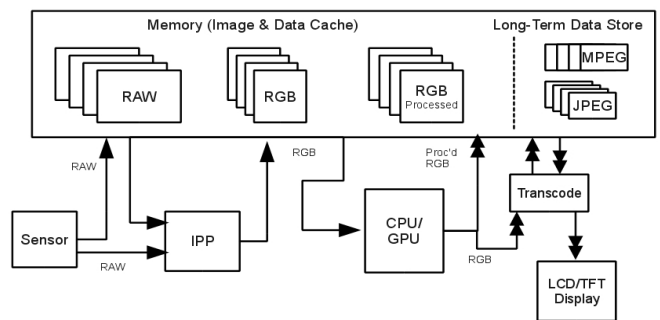 Memory (Image & Data Cache)
Long-Term Data Store
RAW
RGB
RGB
Processed
MPEG
JPEG
RAW
RGB
Proc'd
RGB
Transcode
Sensor
IPP
CPU/
GPU
RAW
RGB
LCD/TFT
Display